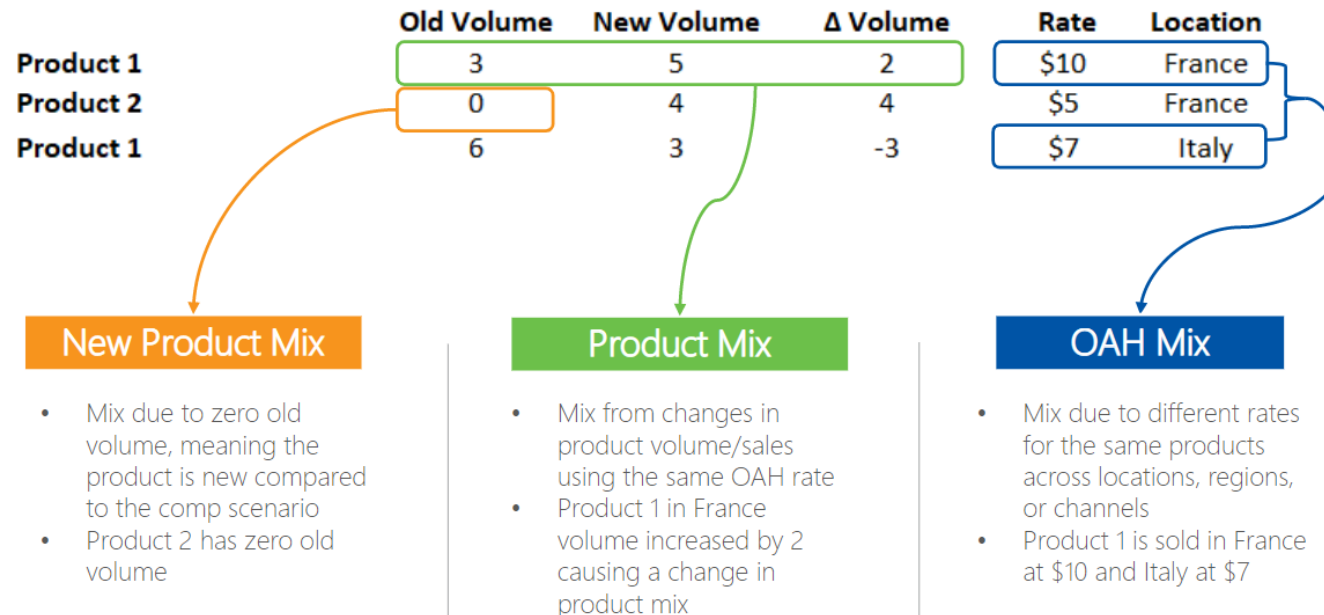 Old Volume New Volume Δ Volume Rate Location
Product 1 3 5 2 $10 France
Product 2 0 4 4 $5 France
Product 1 6 3 -3 $7 Italy
New Product Mix
• Mix due to zero old
volume, meaning the
product is new compared
to the comp scenario
• Product 2 has zero old
volume
Product Mix
• Mix from changes in
product volume/sales
using the same OAH rate
• Product 1 in France
volume increased by 2
causing a change in
product mix
OAH Mix
• Mix due to different rates
for the same products
across locations, regions,
or channels
• Product 1 is sold in France
at $10 and Italy at $7